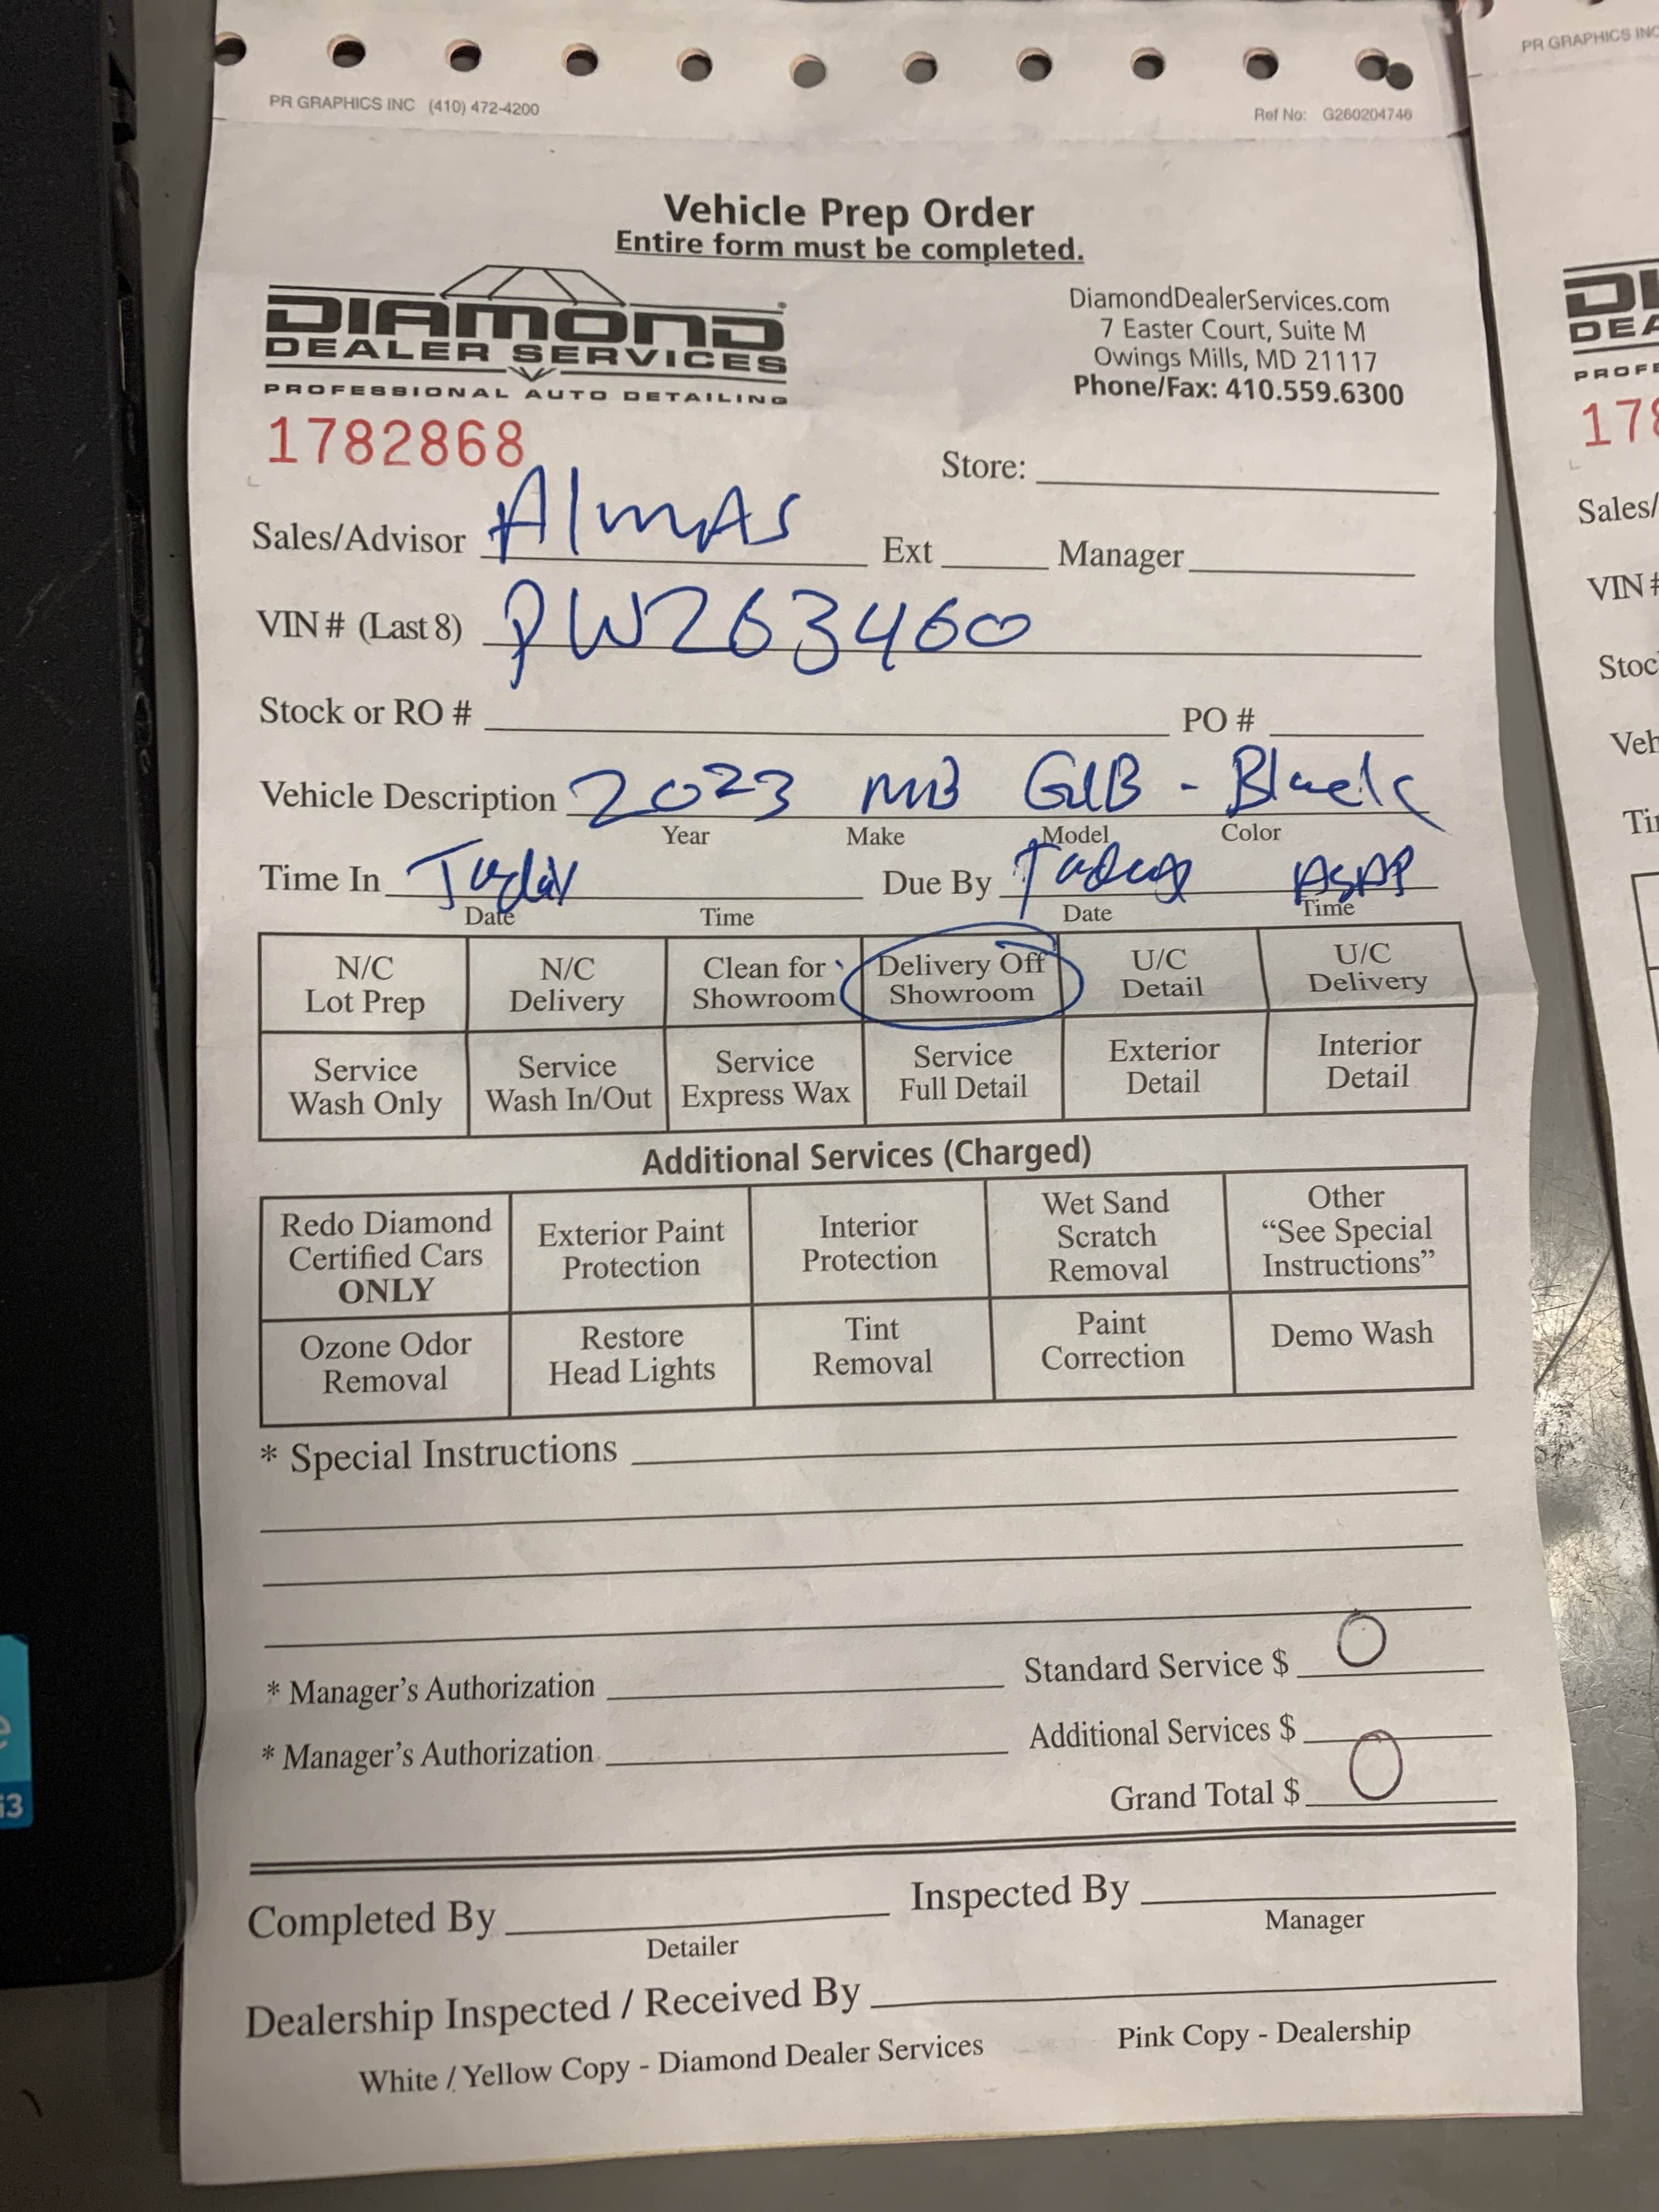 PR GRAPHICS INC (410) 472-4200
Ref No: G260204746
PR GRAPHICS INC
Vehicle Prep Order
Entire form must be completed.
DIAMOND
DEALER SERVICES
PROFESSIONAL AUTO DETAILING
DiamondDealerServices.com
7 Easter Court, Suite M
Owings Mills, MD 21117
Phone/Fax: 410.559.6300
1782868
Store:
Sales/Advisor AlmAs Ext Manager
VIN # (Last 8) PW263460
Stock or RO # PO #
Vehicle Description 2023 MB GLB - Black
Year Make Model Color
Time In Today Due By Today ASAP
Date Time Date Time
N/C Lot Prep
N/C Delivery
Clean for Showroom
Delivery Off Showroom
U/C Detail
U/C Delivery
Service Wash Only
Service Wash In/Out
Service Express Wax
Service Full Detail
Exterior Detail
Interior Detail
Additional Services (Charged)
Redo Diamond Certified Cars ONLY
Exterior Paint Protection
Interior Protection
Wet Sand Scratch Removal
Other "See Special Instructions"
Ozone Odor Removal
Restore Head Lights
Tint Removal
Paint Correction
Demo Wash
* Special Instructions
* Manager's Authorization Standard Service $ 0
* Manager's Authorization Additional Services $
Grand Total $ 0
Completed By Inspected By
Detailer Manager
Dealership Inspected / Received By
White / Yellow Copy - Diamond Dealer Services Pink Copy - Dealership
i3
178
Sales/
VIN #